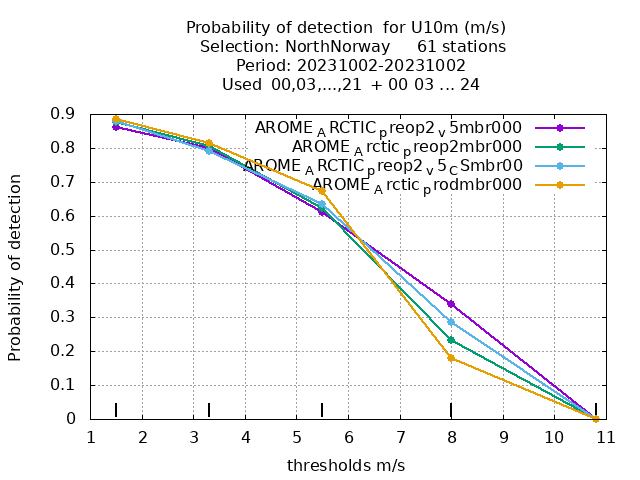 Probability of detection for U10m (m/s)
Selection: NorthNorway 61 stations
Period: 20231002-20231002
Used 00,03,...,21 + 00 03 ... 24
AROME_ARCTIC_preop2_v5mbr000
AROME_Arctic_preop2mbr000
AROME_ARCTIC_preop2_v5_CSmbr00
AROME_Arctic_prodmbr000
Probability of detection
0.9
0.8
0.7
0.6
0.5
0.4
0.3
0.2
0.1
0
1 2 3 4 5 6 7 8 9 10 11
thresholds m/s